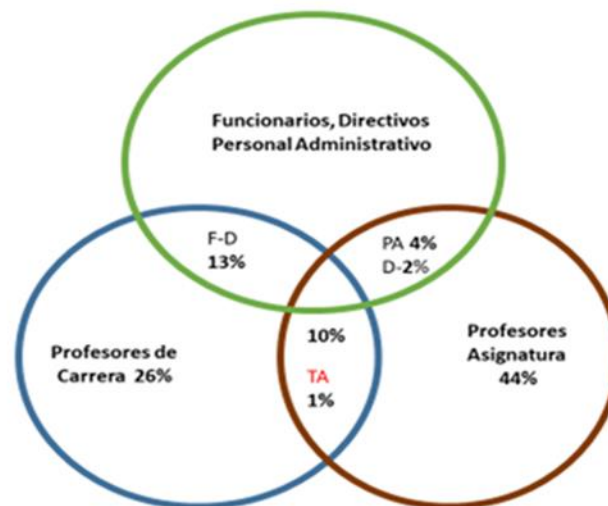 Funcionarios, Directivos
Personal Administrativo
F-D
13%
PA 4%
D-2%
10%
TA
1%
Profesores de
Carrera 26%
Profesores
Asignatura
44%